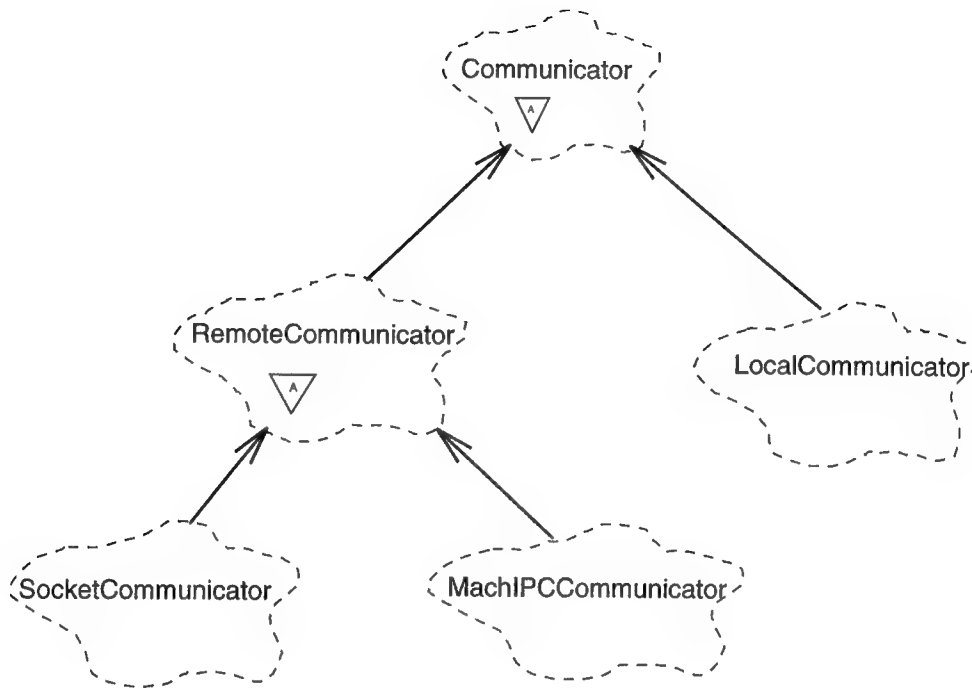 Communicator
A
RemoteCommunicator
A
LocalCommunicator
SocketCommunicator
MachIPCCommunicator